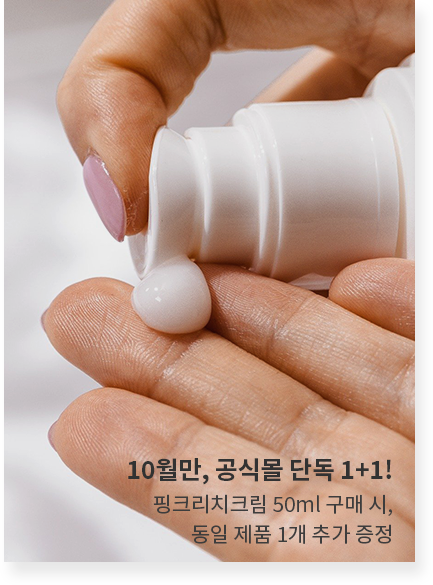 10월만, 공식몰 단독 1+1!
핑크리치크림 50ml 구매 시,
동일 제품 1개 추가 증정